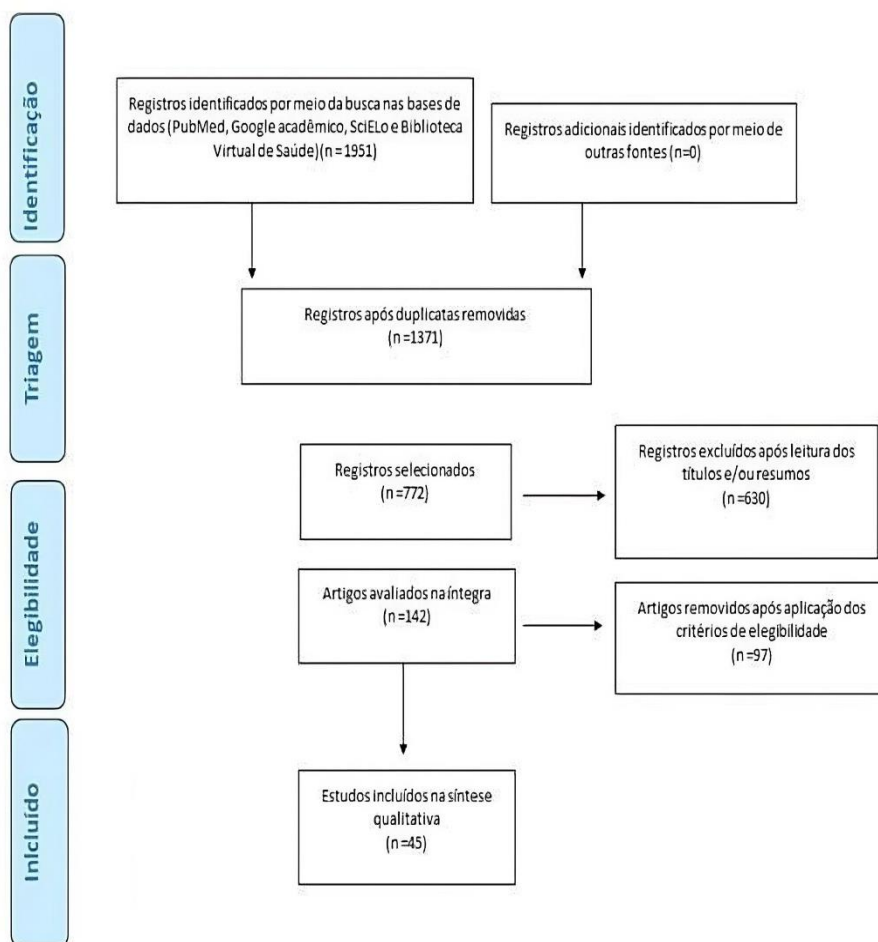 Identificação
Registros identificados por meio da busca nas bases de
dados (PubMed, Google acadêmico, SciELo e Biblioteca
Virtual de Saúde)(n = 1951)
Registros adicionais identificados por meio de
outras fontes (n=0)
Triagem
Registros após duplicatas removidas
(n =1371)
Registros selecionados
(n =772)
Registros excluídos após leitura dos
títulos e/ou resumos
(n =630)
Elegibilidade
Artigos avaliados na íntegra
(n =142)
Artigos removidos após aplicação dos
critérios de elegibilidade
(n =97)
Inlcluído
Estudos incluídos na síntese
qualitativa
(n =45)